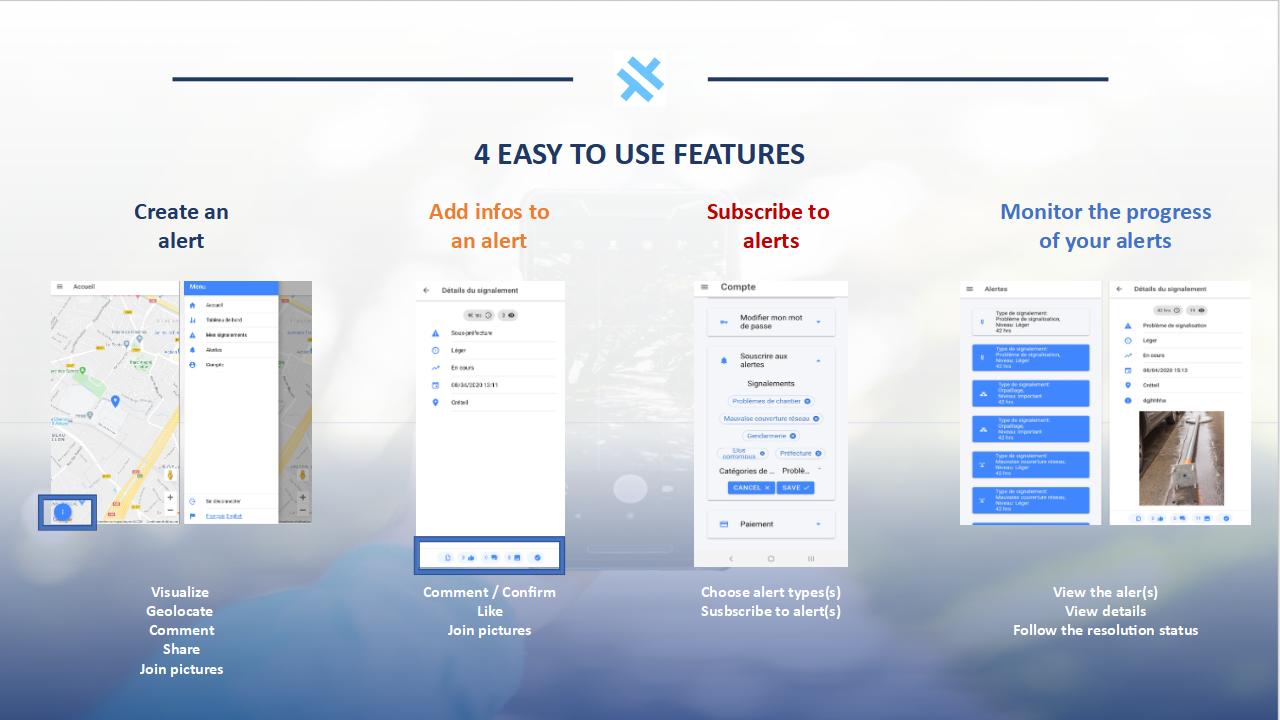 4 EASY TO USE FEATURES
Create an
alert
Add infos to
an alert
Subscribe to
alerts
Monitor the progress
of your alerts
Accueil
Menu
Accueil
Tableau de bord
Mes signalements
Alertes
Compte
Se déconnecter
Français English
Détails du signalement
Sous-préfecture
Léger
En cours
08/04/2020 13:11
Créteil
Compte
Modifier mon mot
de passe
Souscrire aux
alertes
Signalements
Problèmes de chantier
Mauvaise couverture réseau
Gendarmerie
Elus
corrompus
Préfecture
Catégories de ...
Problè...
CANCEL
SAVE
Paiement
Alertes
Type de signalement:
Problème de signalisation,
Niveau: Léger
42 hrs
Type de signalement:
Problème de signalisation,
Niveau: Léger
42 hrs
Type de signalement:
Orpaillage,
Niveau: Important
42 hrs
Type de signalement:
Orpaillage,
Niveau: Important
42 hrs
Type de signalement:
Mauvaise couverture reseau,
Niveau: Léger
42 hrs
Type de signalement:
Mauvaise couverture reseau,
Niveau: Léger
42 hrs
Détails du signalement
42 hrs
Problème de signalisation
Léger
En cours
08/04/2020 15:13
Créteil
Visualize
Geolocate
Comment
Share
Join pictures
Comment / Confirm
Like
Join pictures
Choose alert types(s)
Susbscribe to alert(s)
View the aler(s)
View details
Follow the resolution status